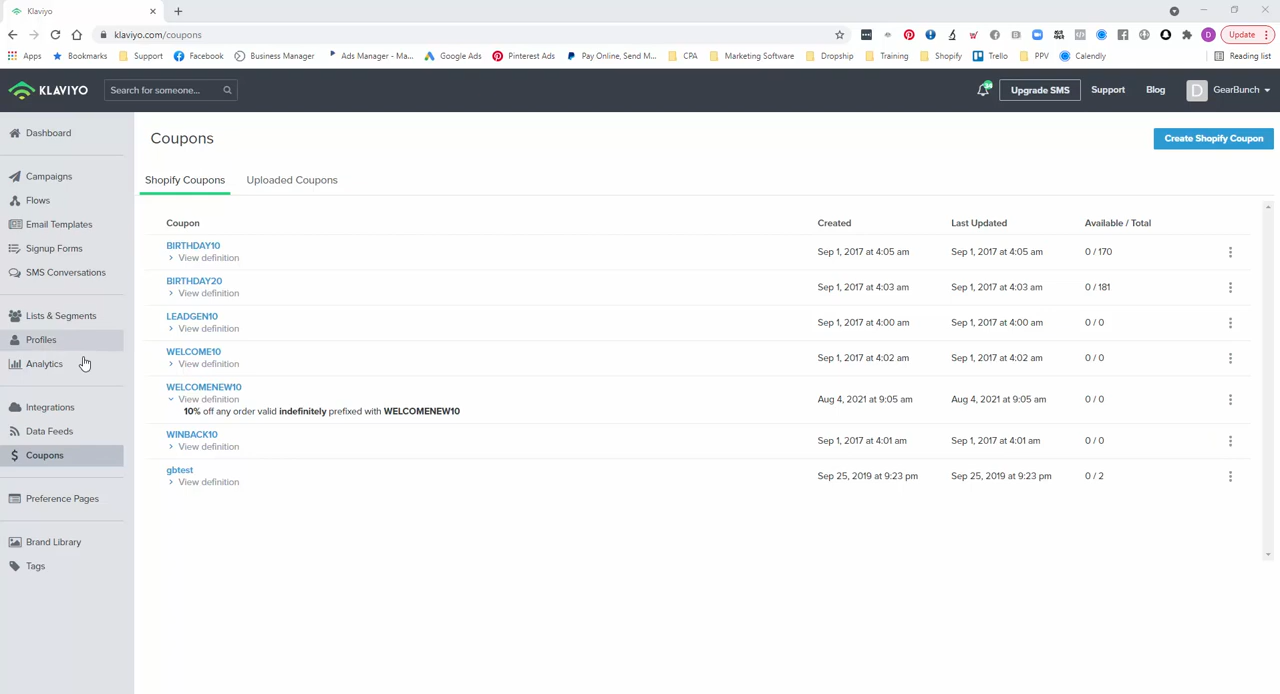 Klaviyo
klaviyo.com/coupons
Update
Apps Bookmarks Support Facebook Business Manager Ads Manager - Ma... Google Ads Pinterest Ads Pay Online, Send M... CPA Marketing Software Dropship Training Shopify Trello PPV Calendly Reading list
KLAVIYO Search for someone... Upgrade SMS Support Blog D GearBunch
Dashboard
Campaigns
Flows
Email Templates
Signup Forms
SMS Conversations
Lists & Segments
Profiles
Analytics
Integrations
Data Feeds
Coupons
Preference Pages
Brand Library
Tags
Coupons
Create Shopify Coupon
Shopify Coupons Uploaded Coupons
Coupon Created Last Updated Available / Total
BIRTHDAY10
View definition
Sep 1, 2017 at 4:05 am Sep 1, 2017 at 4:05 am 0 / 170
BIRTHDAY20
View definition
Sep 1, 2017 at 4:03 am Sep 1, 2017 at 4:03 am 0 / 181
LEADGEN10
View definition
Sep 1, 2017 at 4:00 am Sep 1, 2017 at 4:00 am 0 / 0
WELCOME10
View definition
Sep 1, 2017 at 4:02 am Sep 1, 2017 at 4:02 am 0 / 0
WELCOMENEW10
View definition
10% off any order valid indefinitely prefixed with WELCOMENEW10
Aug 4, 2021 at 9:05 am Aug 4, 2021 at 9:05 am 0 / 0
WINBACK10
View definition
Sep 1, 2017 at 4:01 am Sep 1, 2017 at 4:01 am 0 / 0
gbtest
View definition
Sep 25, 2019 at 9:23 pm Sep 25, 2019 at 9:23 pm 0 / 2